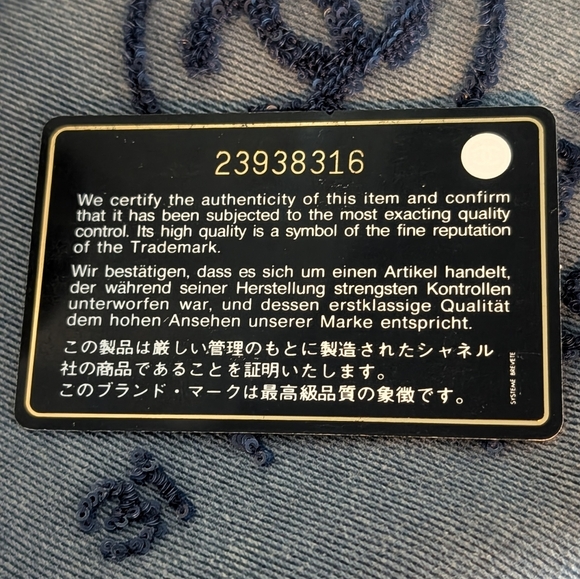 23938316
We certify the authenticity of this item and confirm
that it has been subjected to the most exacting quality
control. Its high quality is a symbol of the fine reputation
of the Trademark.
Wir bestätigen, dass es sich um einen Artikel handelt,
der während seiner Herstellung strengsten Kontrollen
unterworfen war, und dessen erstklassige Qualität
dem hohen Ansehen unserer Marke entspricht.
この製品は厳しい管理のもとに製造されたシャネル
社の商品であることを証明いたします。
このブランド・マークは最高級品質の象徴です。
SYSTEME BREVETE